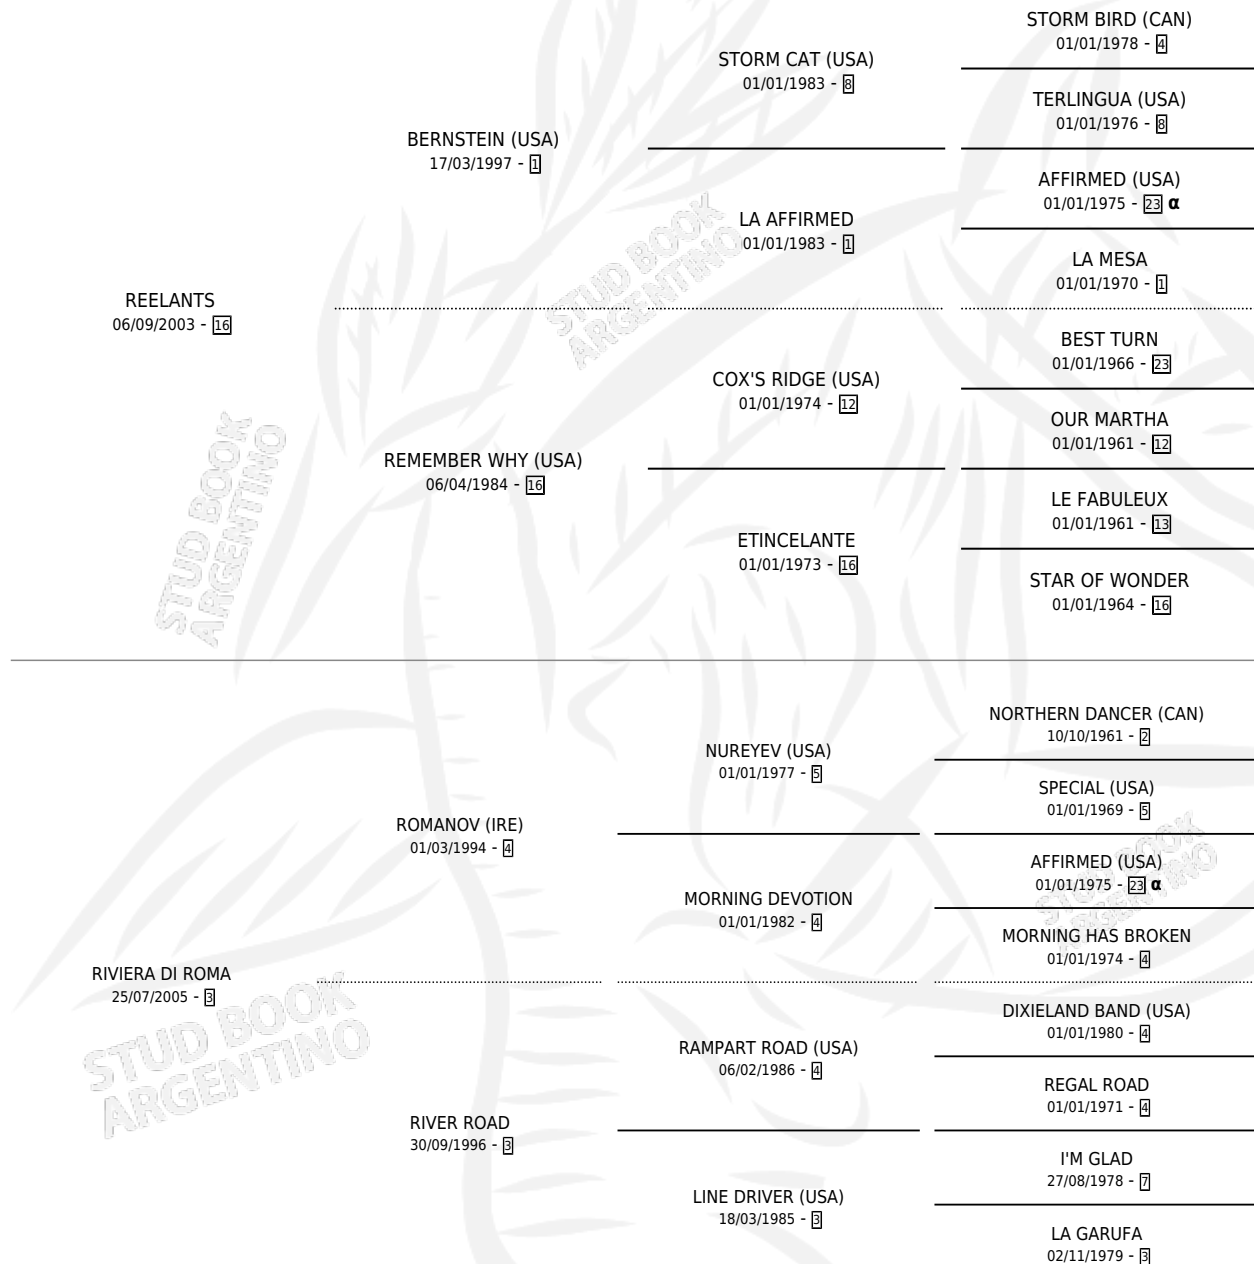 STORM BIRD (CAN)
01/01/1978 - 4
STORM CAT (USA)
01/01/1983 - 8
TERLINGUA (USA)
01/01/1976 - 8
BERNSTEIN (USA)
17/03/1997 - 1
AFFIRMED (USA)
01/01/1975 - 23 α
LA AFFIRMED
01/01/1983 - 1
LA MESA
01/01/1970 - 1
REELANTS
06/09/2003 - 16
BEST TURN
01/01/1966 - 23
COX'S RIDGE (USA)
01/01/1974 - 12
OUR MARTHA
01/01/1961 - 12
REMEMBER WHY (USA)
06/04/1984 - 16
LE FABULEUX
01/01/1961 - 13
ETINCELANTE
01/01/1973 - 16
STAR OF WONDER
01/01/1964 - 16
STUD BOOK
ARGENTINO
STUD BOOK
ARGENTINO
NORTHERN DANCER (CAN)
10/10/1961 - 2
NUREYEV (USA)
01/01/1977 - 5
SPECIAL (USA)
01/01/1969 - 5
ROMANOV (IRE)
01/03/1994 - 4
AFFIRMED (USA)
01/01/1975 - 23 α
MORNING DEVOTION
01/01/1982 - 4
MORNING HAS BROKEN
01/01/1974 - 4
RIVIERA DI ROMA
25/07/2005 - 3
DIXIELAND BAND (USA)
01/01/1980 - 4
RAMPART ROAD (USA)
06/02/1986 - 4
REGAL ROAD
01/01/1971 - 4
RIVER ROAD
30/09/1996 - 3
I'M GLAD
27/08/1978 - 7
LINE DRIVER (USA)
18/03/1985 - 3
LA GARUFA
02/11/1979 - 3
STUD BOOK
ARGENTINO
STUD BOOK
ARGENTINO